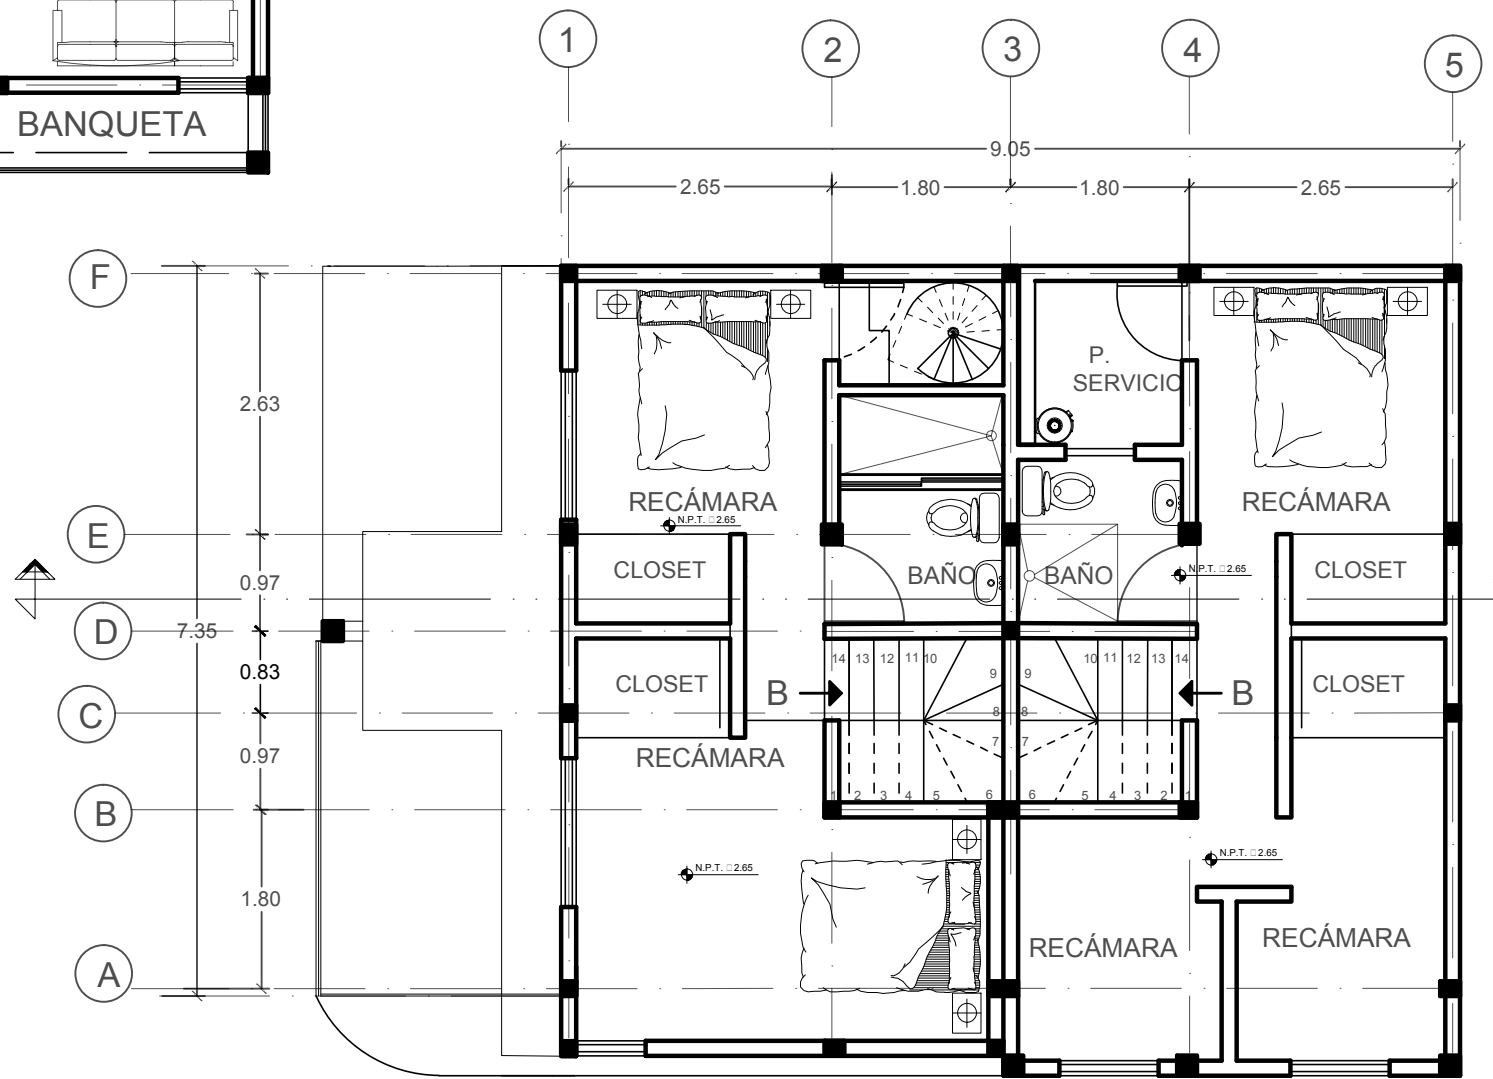 BANQUETA
1
2
3
4
5
9.05
2.65
1.80
1.80
2.65
F
E
D
C
B
A
2.63
0.97
7.35
0.83
0.97
1.80
P.
SERVICIO
RECÁMARA
RECÁMARA
N.P.T. □ 2.65
CLOSET
BAÑO
BAÑO
N.P.T. □ 2.65
CLOSET
14 13 12 11 10
10 11 12 13 14
CLOSET
B
9
9
B
CLOSET
8
8
7
7
RECÁMARA
1 2 3 4 5 6
6 5 4 3 2 1
N.P.T. □ 2.65
N.P.T. □ 2.65
RECÁMARA
RECÁMARA